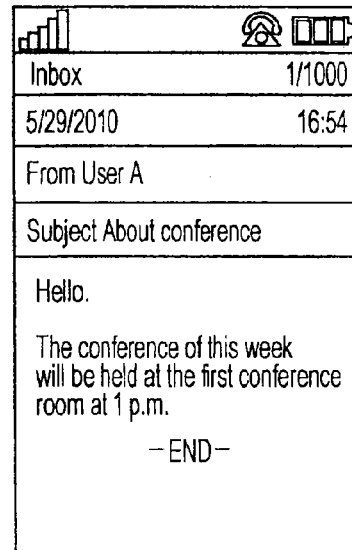 Inbox 1/1000
5/29/2010 16:54
From User A
Subject About conference
Hello.
The conference of this week
will be held at the first conference
room at 1 p.m.
−END−